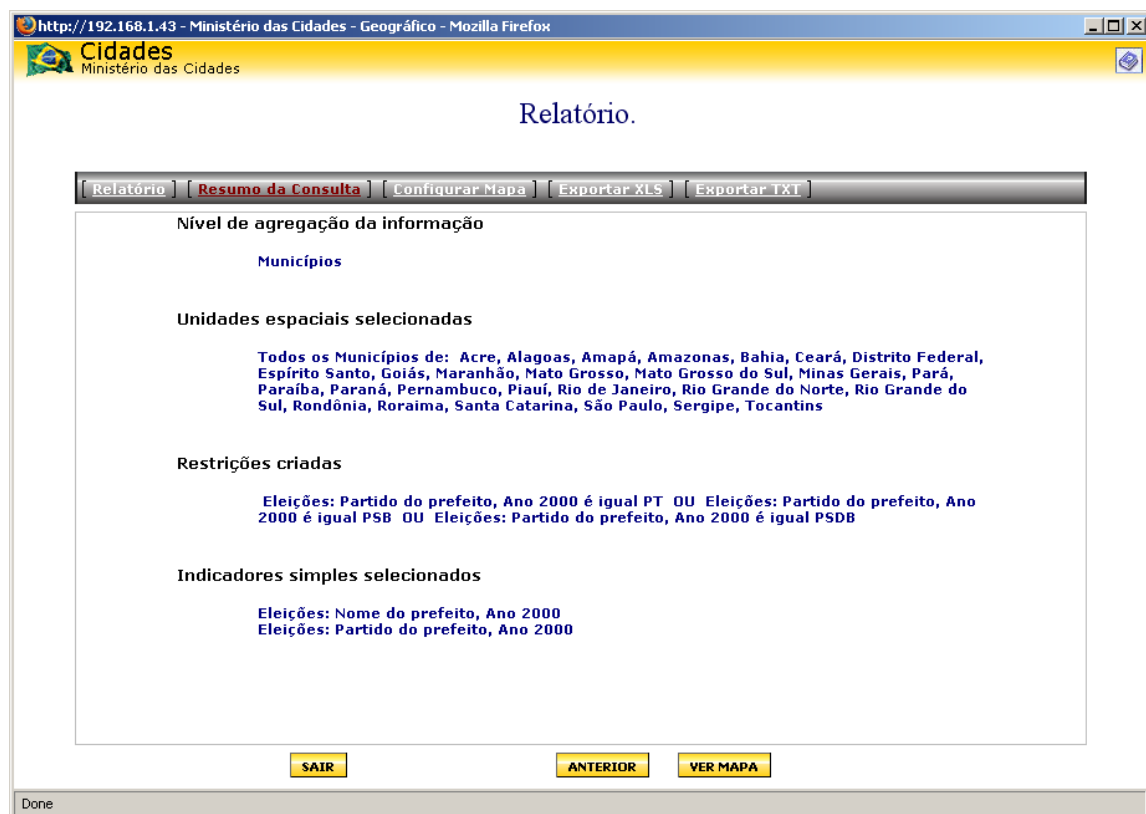 http://192.168.1.43 - Ministério das Cidades - Geográfico - Mozilla Firefox
Cidades
Ministério das Cidades
Relatório.
[ Relatório ] [ Resumo da Consulta ] [ Configurar Mapa ] [ Exportar XLS ] [ Exportar TXT ]
Nível de agregação da informação
Municípios
Unidades espaciais selecionadas
Todos os Municípios de: Acre, Alagoas, Amapá, Amazonas, Bahia, Ceará, Distrito Federal,
Espírito Santo, Goiás, Maranhão, Mato Grosso, Mato Grosso do Sul, Minas Gerais, Pará,
Paraíba, Paraná, Pernambuco, Piauí, Rio de Janeiro, Rio Grande do Norte, Rio Grande do
Sul, Rondônia, Roraima, Santa Catarina, São Paulo, Sergipe, Tocantins
Restrições criadas
Eleições: Partido do prefeito, Ano 2000 é igual PT OU Eleições: Partido do prefeito, Ano
2000 é igual PSB OU Eleições: Partido do prefeito, Ano 2000 é igual PSDB
Indicadores simples selecionados
Eleições: Nome do prefeito, Ano 2000
Eleições: Partido do prefeito, Ano 2000
SAIR ANTERIOR VER MAPA
Done